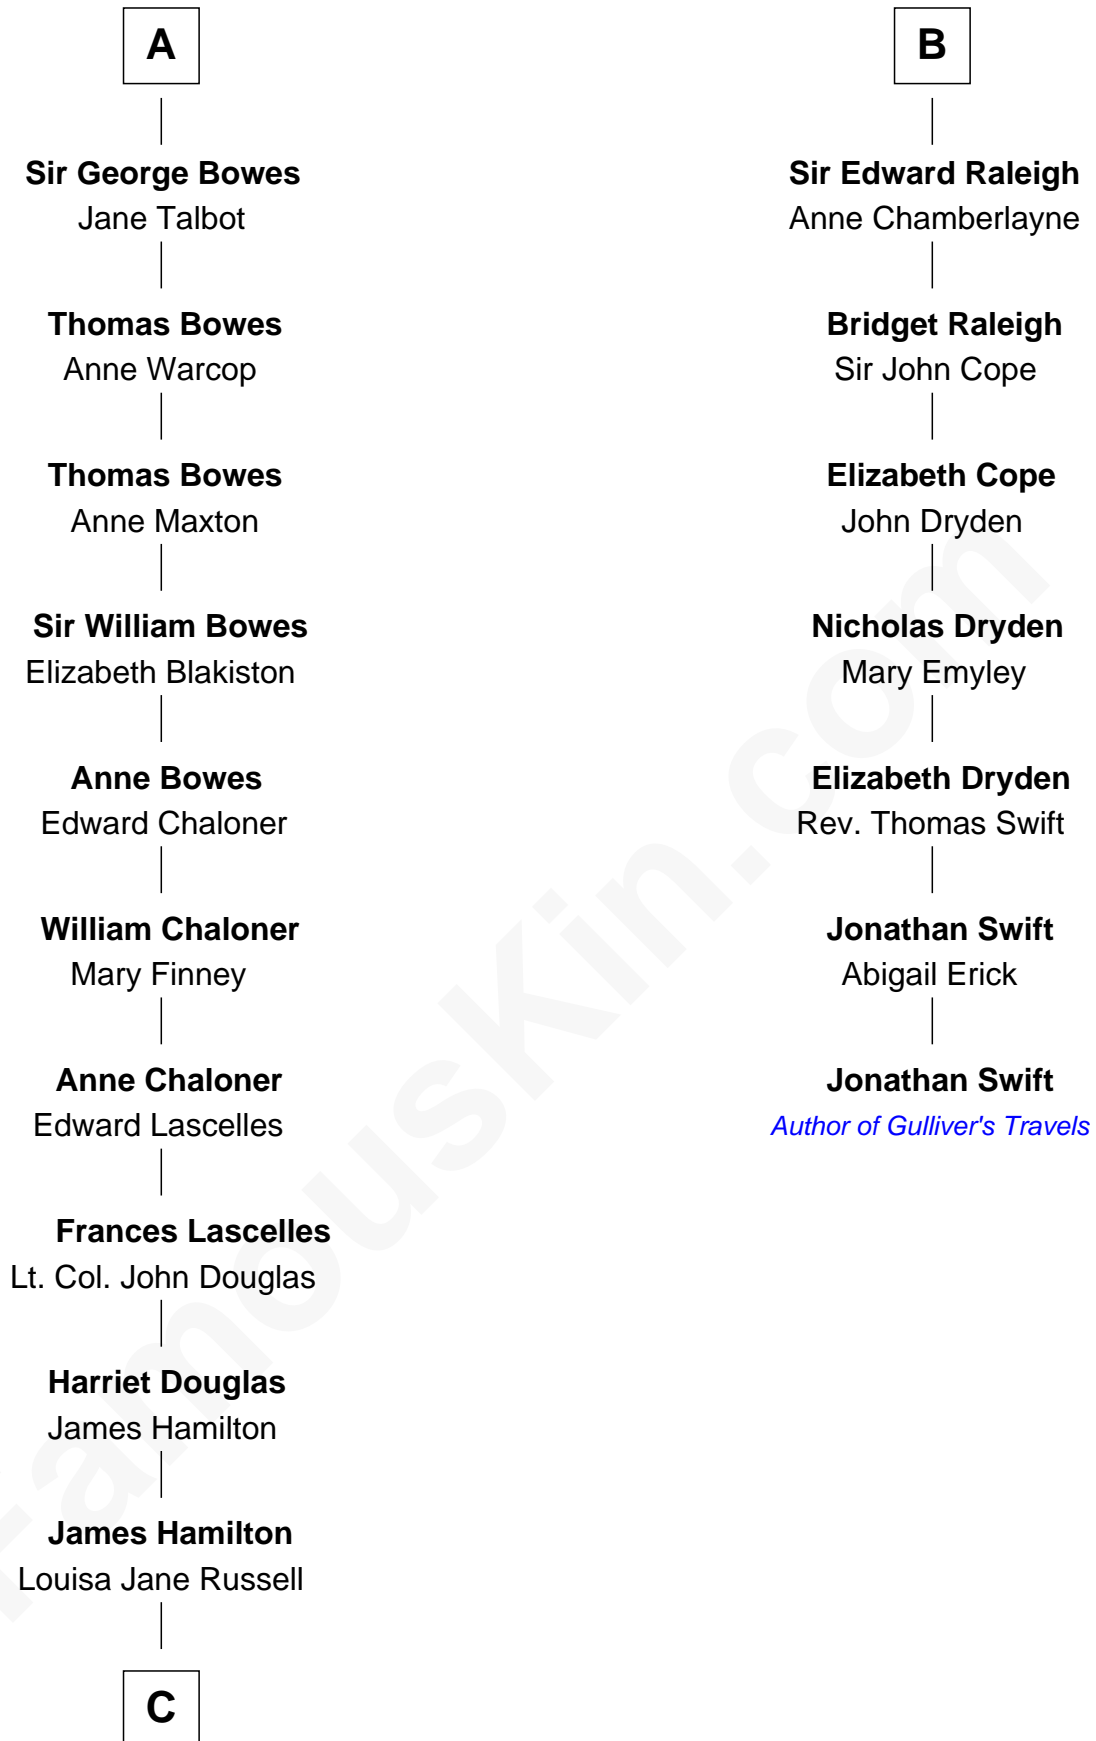 A
Sir George Bowes
Jane Talbot
Thomas Bowes
Anne Warcop
Thomas Bowes
Anne Maxton
Sir William Bowes
Elizabeth Blakiston
Anne Bowes
Edward Chaloner
William Chaloner
Mary Finney
Anne Chaloner
Edward Lascelles
Frances Lascelles
Lt. Col. John Douglas
Harriet Douglas
James Hamilton
James Hamilton
Louisa Jane Russell
C
B
Sir Edward Raleigh
Anne Chamberlayne
Bridget Raleigh
Sir John Cope
Elizabeth Cope
John Dryden
Nicholas Dryden
Mary Emyley
Elizabeth Dryden
Rev. Thomas Swift
Jonathan Swift
Abigail Erick
Jonathan Swift
Author of Gulliver's Travels
FamousKin.com